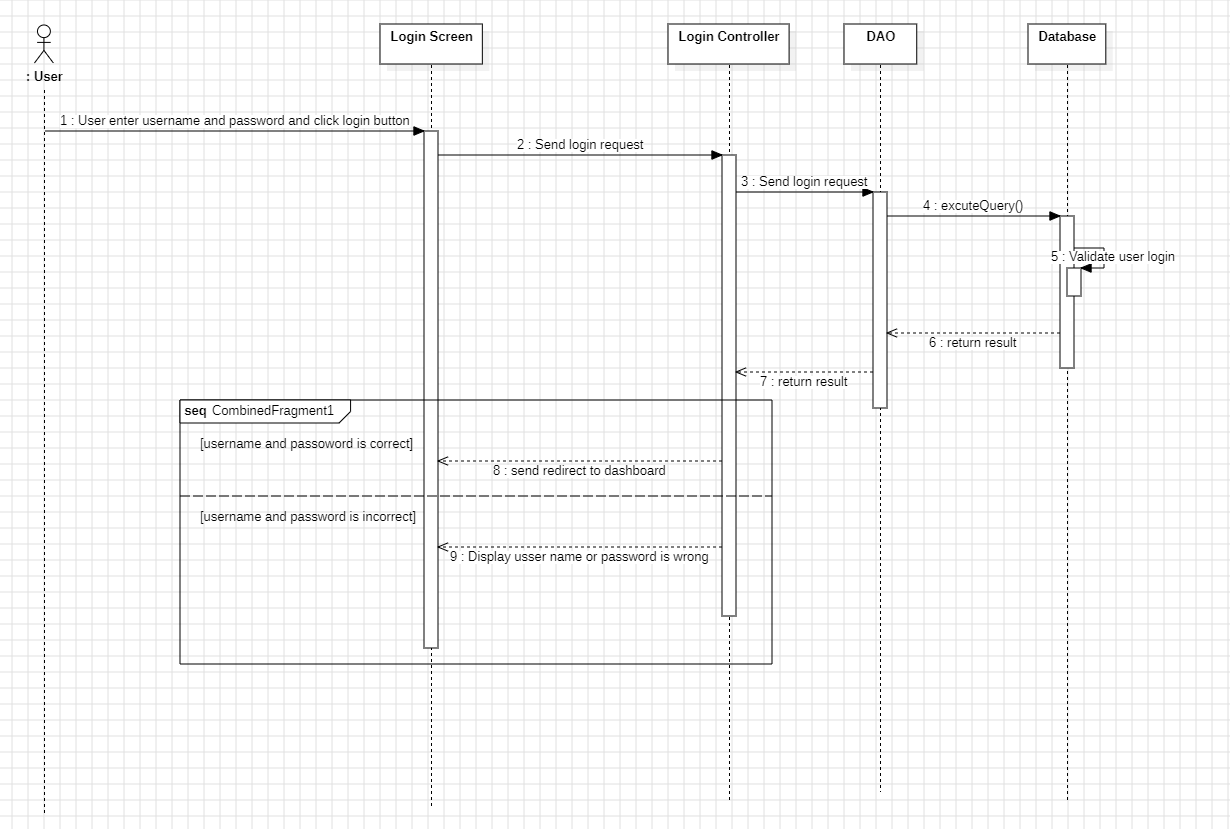 Login Screen
Login Controller
DAO
Database
: User
1 : User enter username and password and click login button
2 : Send login request
3 : Send login request
4 : excuteQuery()
5 : Validate user login
6 : return result
7 : return result
seq CombinedFragment1
[username and passoword is correct]
8 : send redirect to dashboard
[username and password is incorrect]
9 : Display usser name or password is wrong